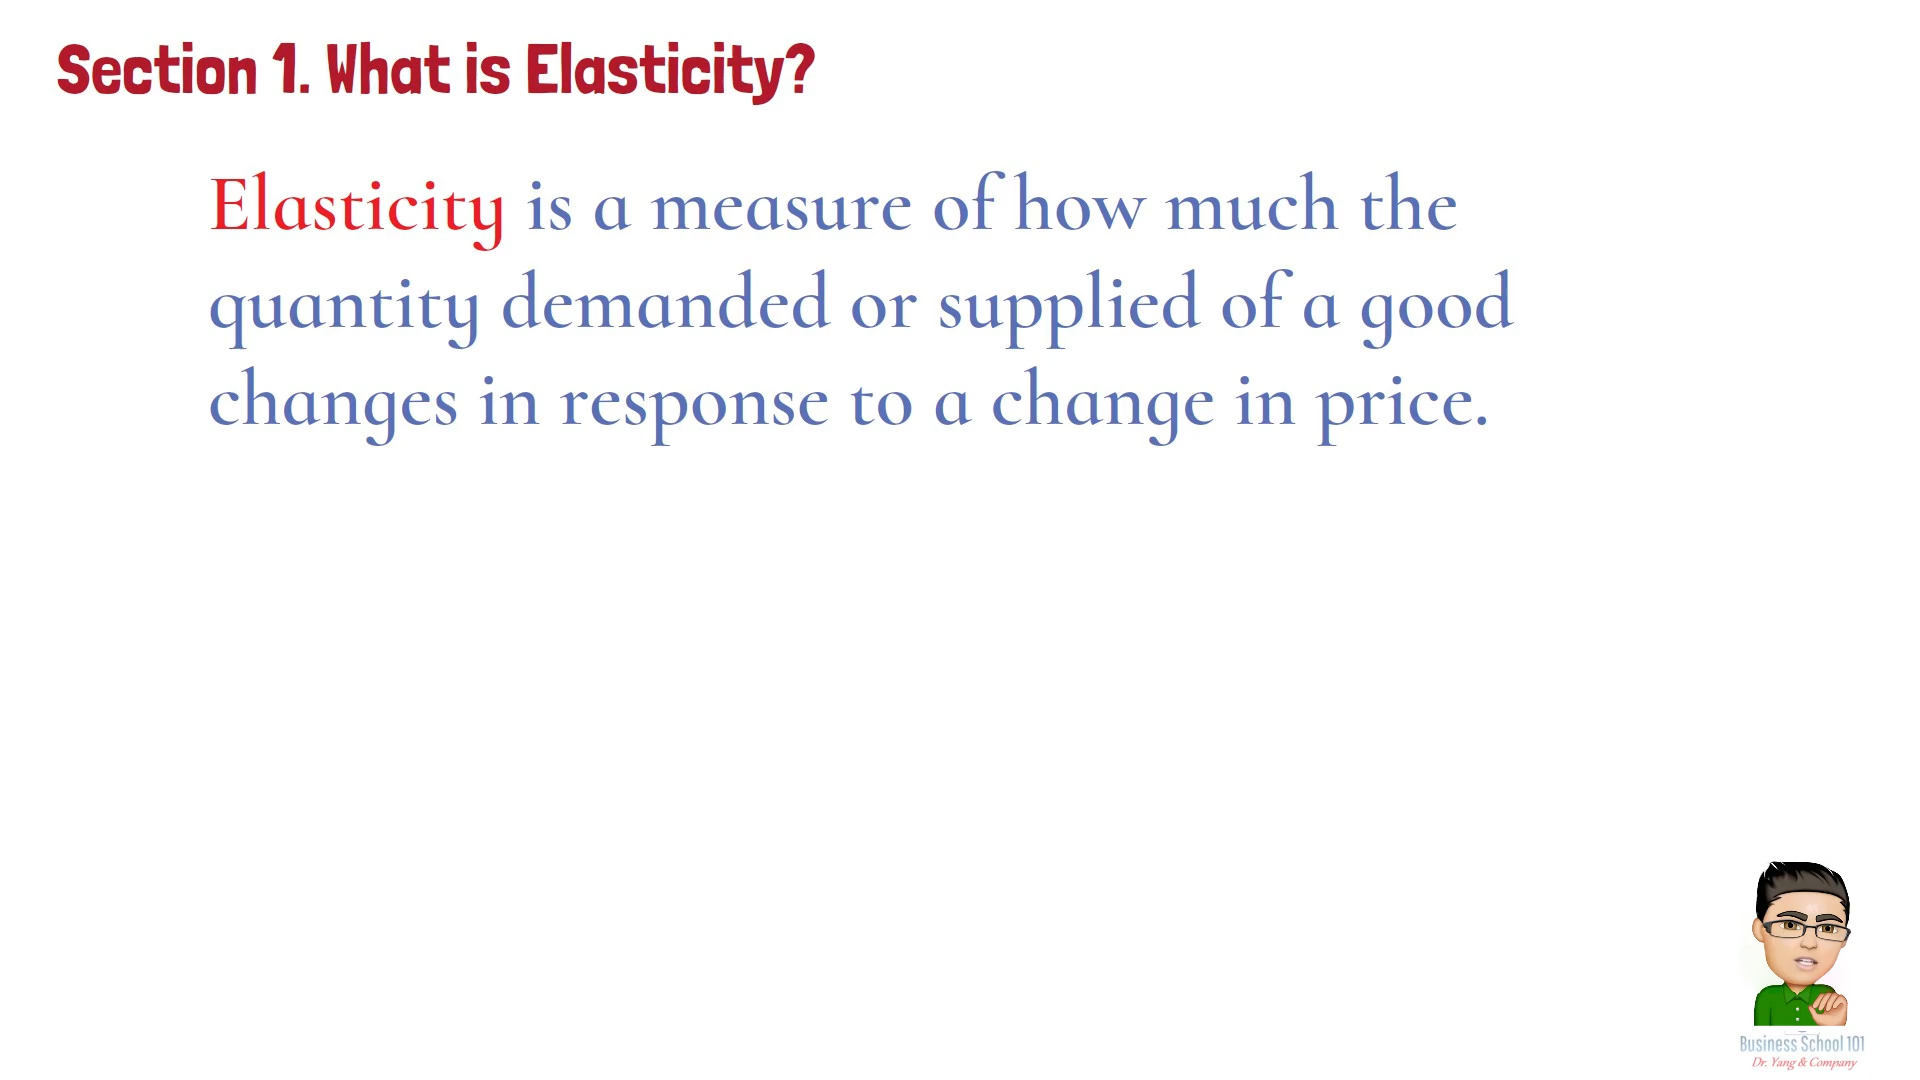 Section 1. What is Elasticity?
Elasticity is a measure of how much the
quantity demanded or supplied of a good
changes in response to a change in price.
Business School 101
Dr. Yang & Company